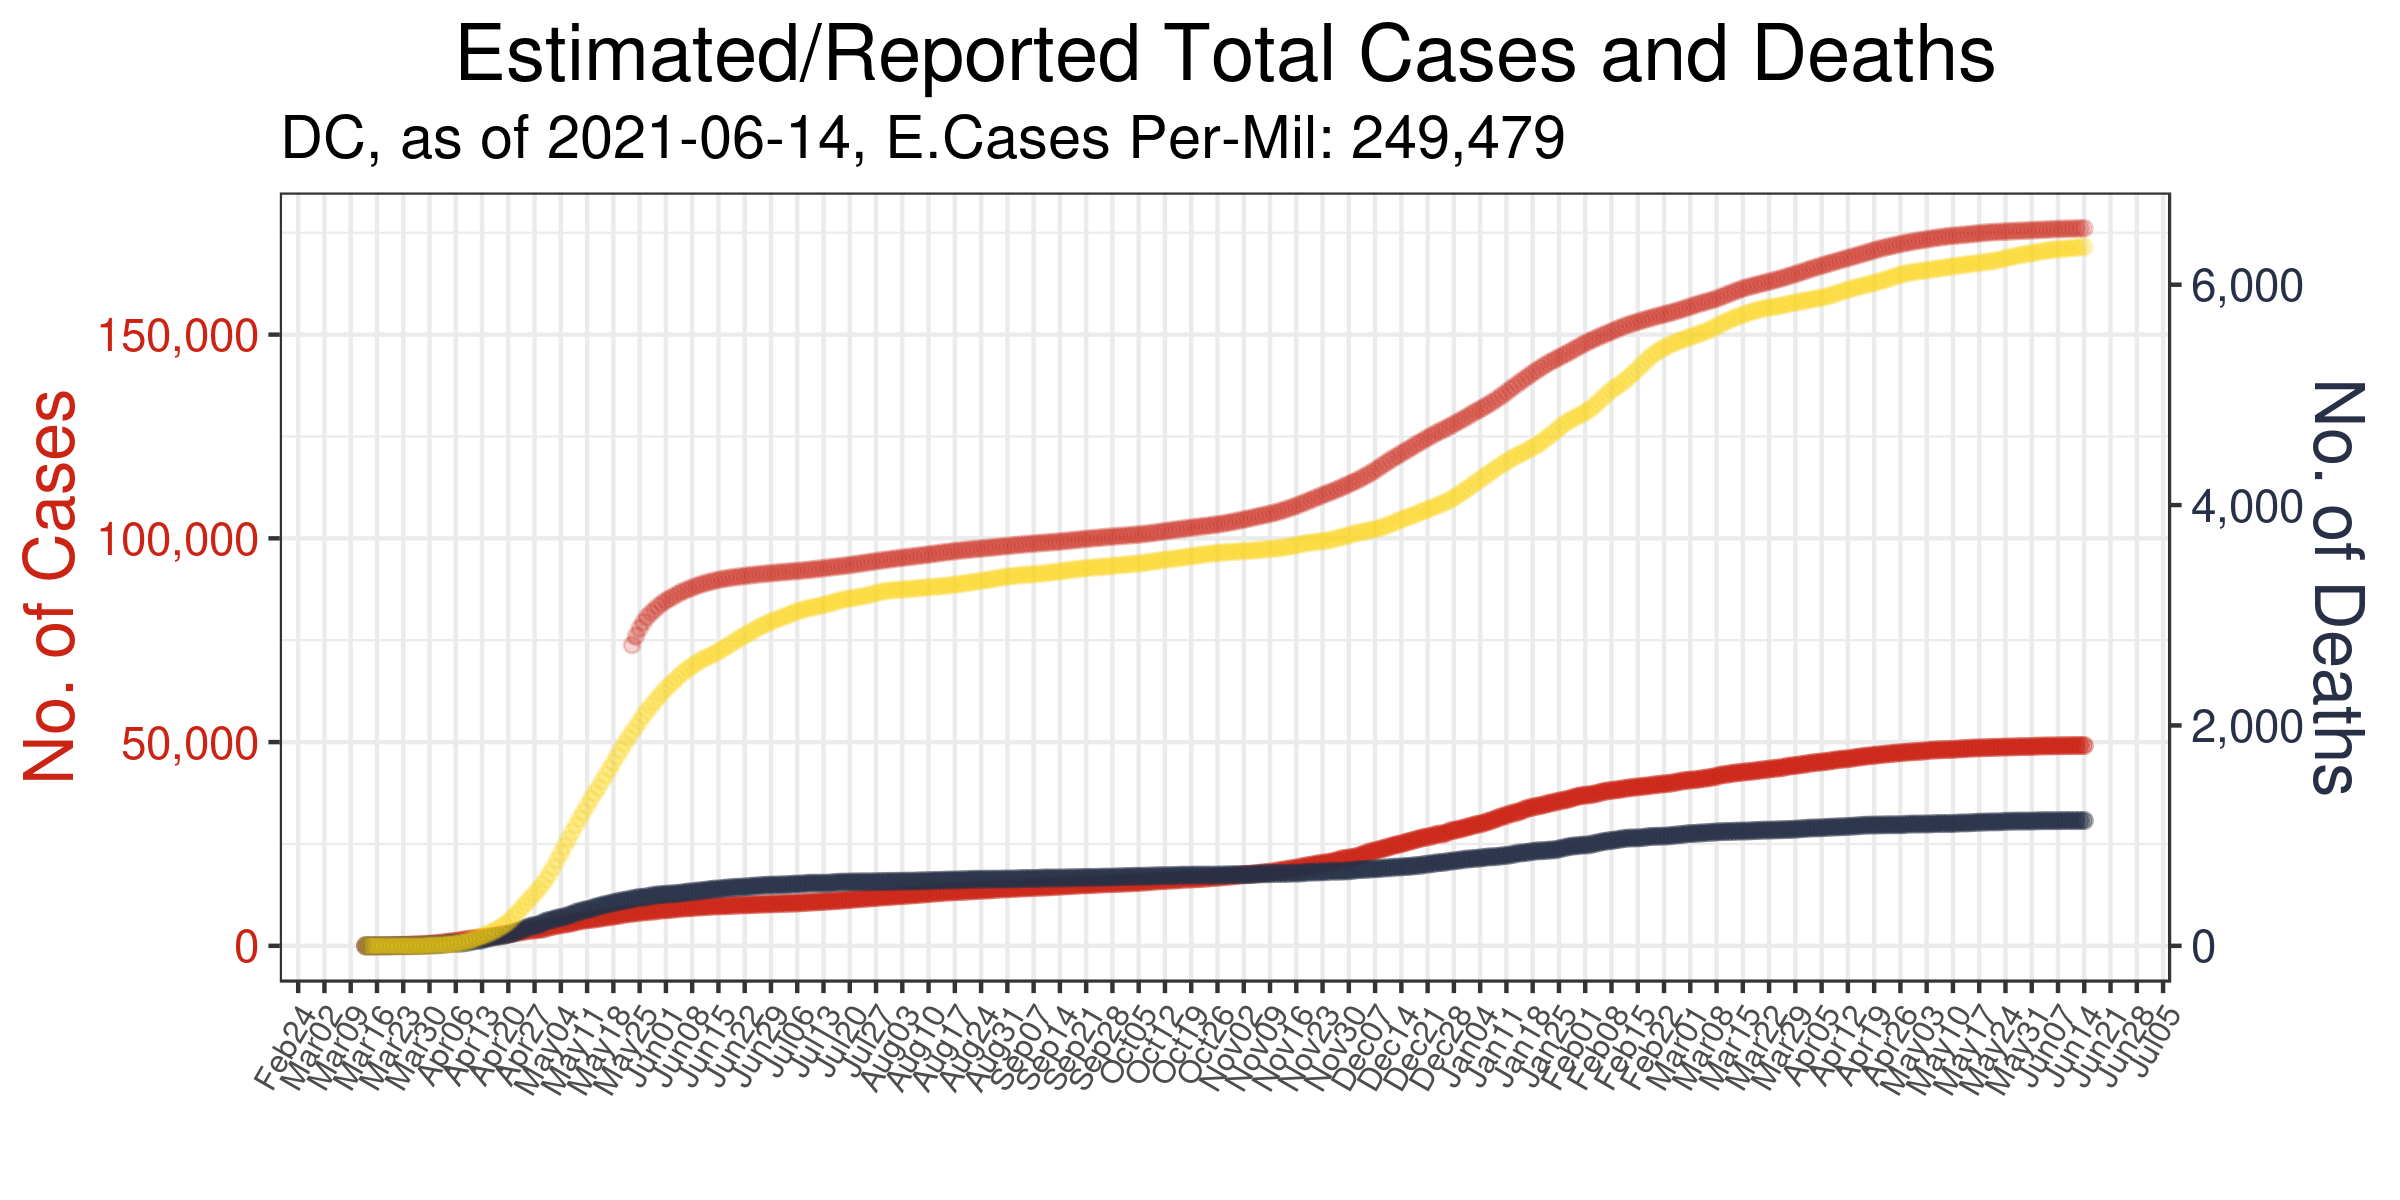 Estimated/Reported Total Cases and Deaths
DC, as of 2021-06-14, E.Cases Per-Mil: 249,479
No. of Cases
150,000
100,000
50,000
0
6,000
4,000
2,000
0
No. of Deaths
Feb24
Mar02
Mar09
Mar16
Mar23
Mar30
Apr06
Apr13
Apr20
Apr27
May04
May11
May18
May25
Jun01
Jun08
Jun15
Jun22
Jun29
Jul06
Jul13
Jul20
Jul27
Aug03
Aug10
Aug17
Aug24
Aug31
Sep07
Sep14
Sep21
Sep28
Oct05
Oct12
Oct19
Oct26
Nov02
Nov09
Nov16
Nov23
Nov30
Dec07
Dec14
Dec21
Dec28
Jan04
Jan11
Jan18
Jan25
Feb01
Feb08
Feb15
Feb22
Mar01
Mar08
Mar15
Mar22
Mar29
Apr05
Apr12
Apr19
Apr26
May03
May10
May17
May24
May31
Jun07
Jun14
Jun21
Jun28
Jul05